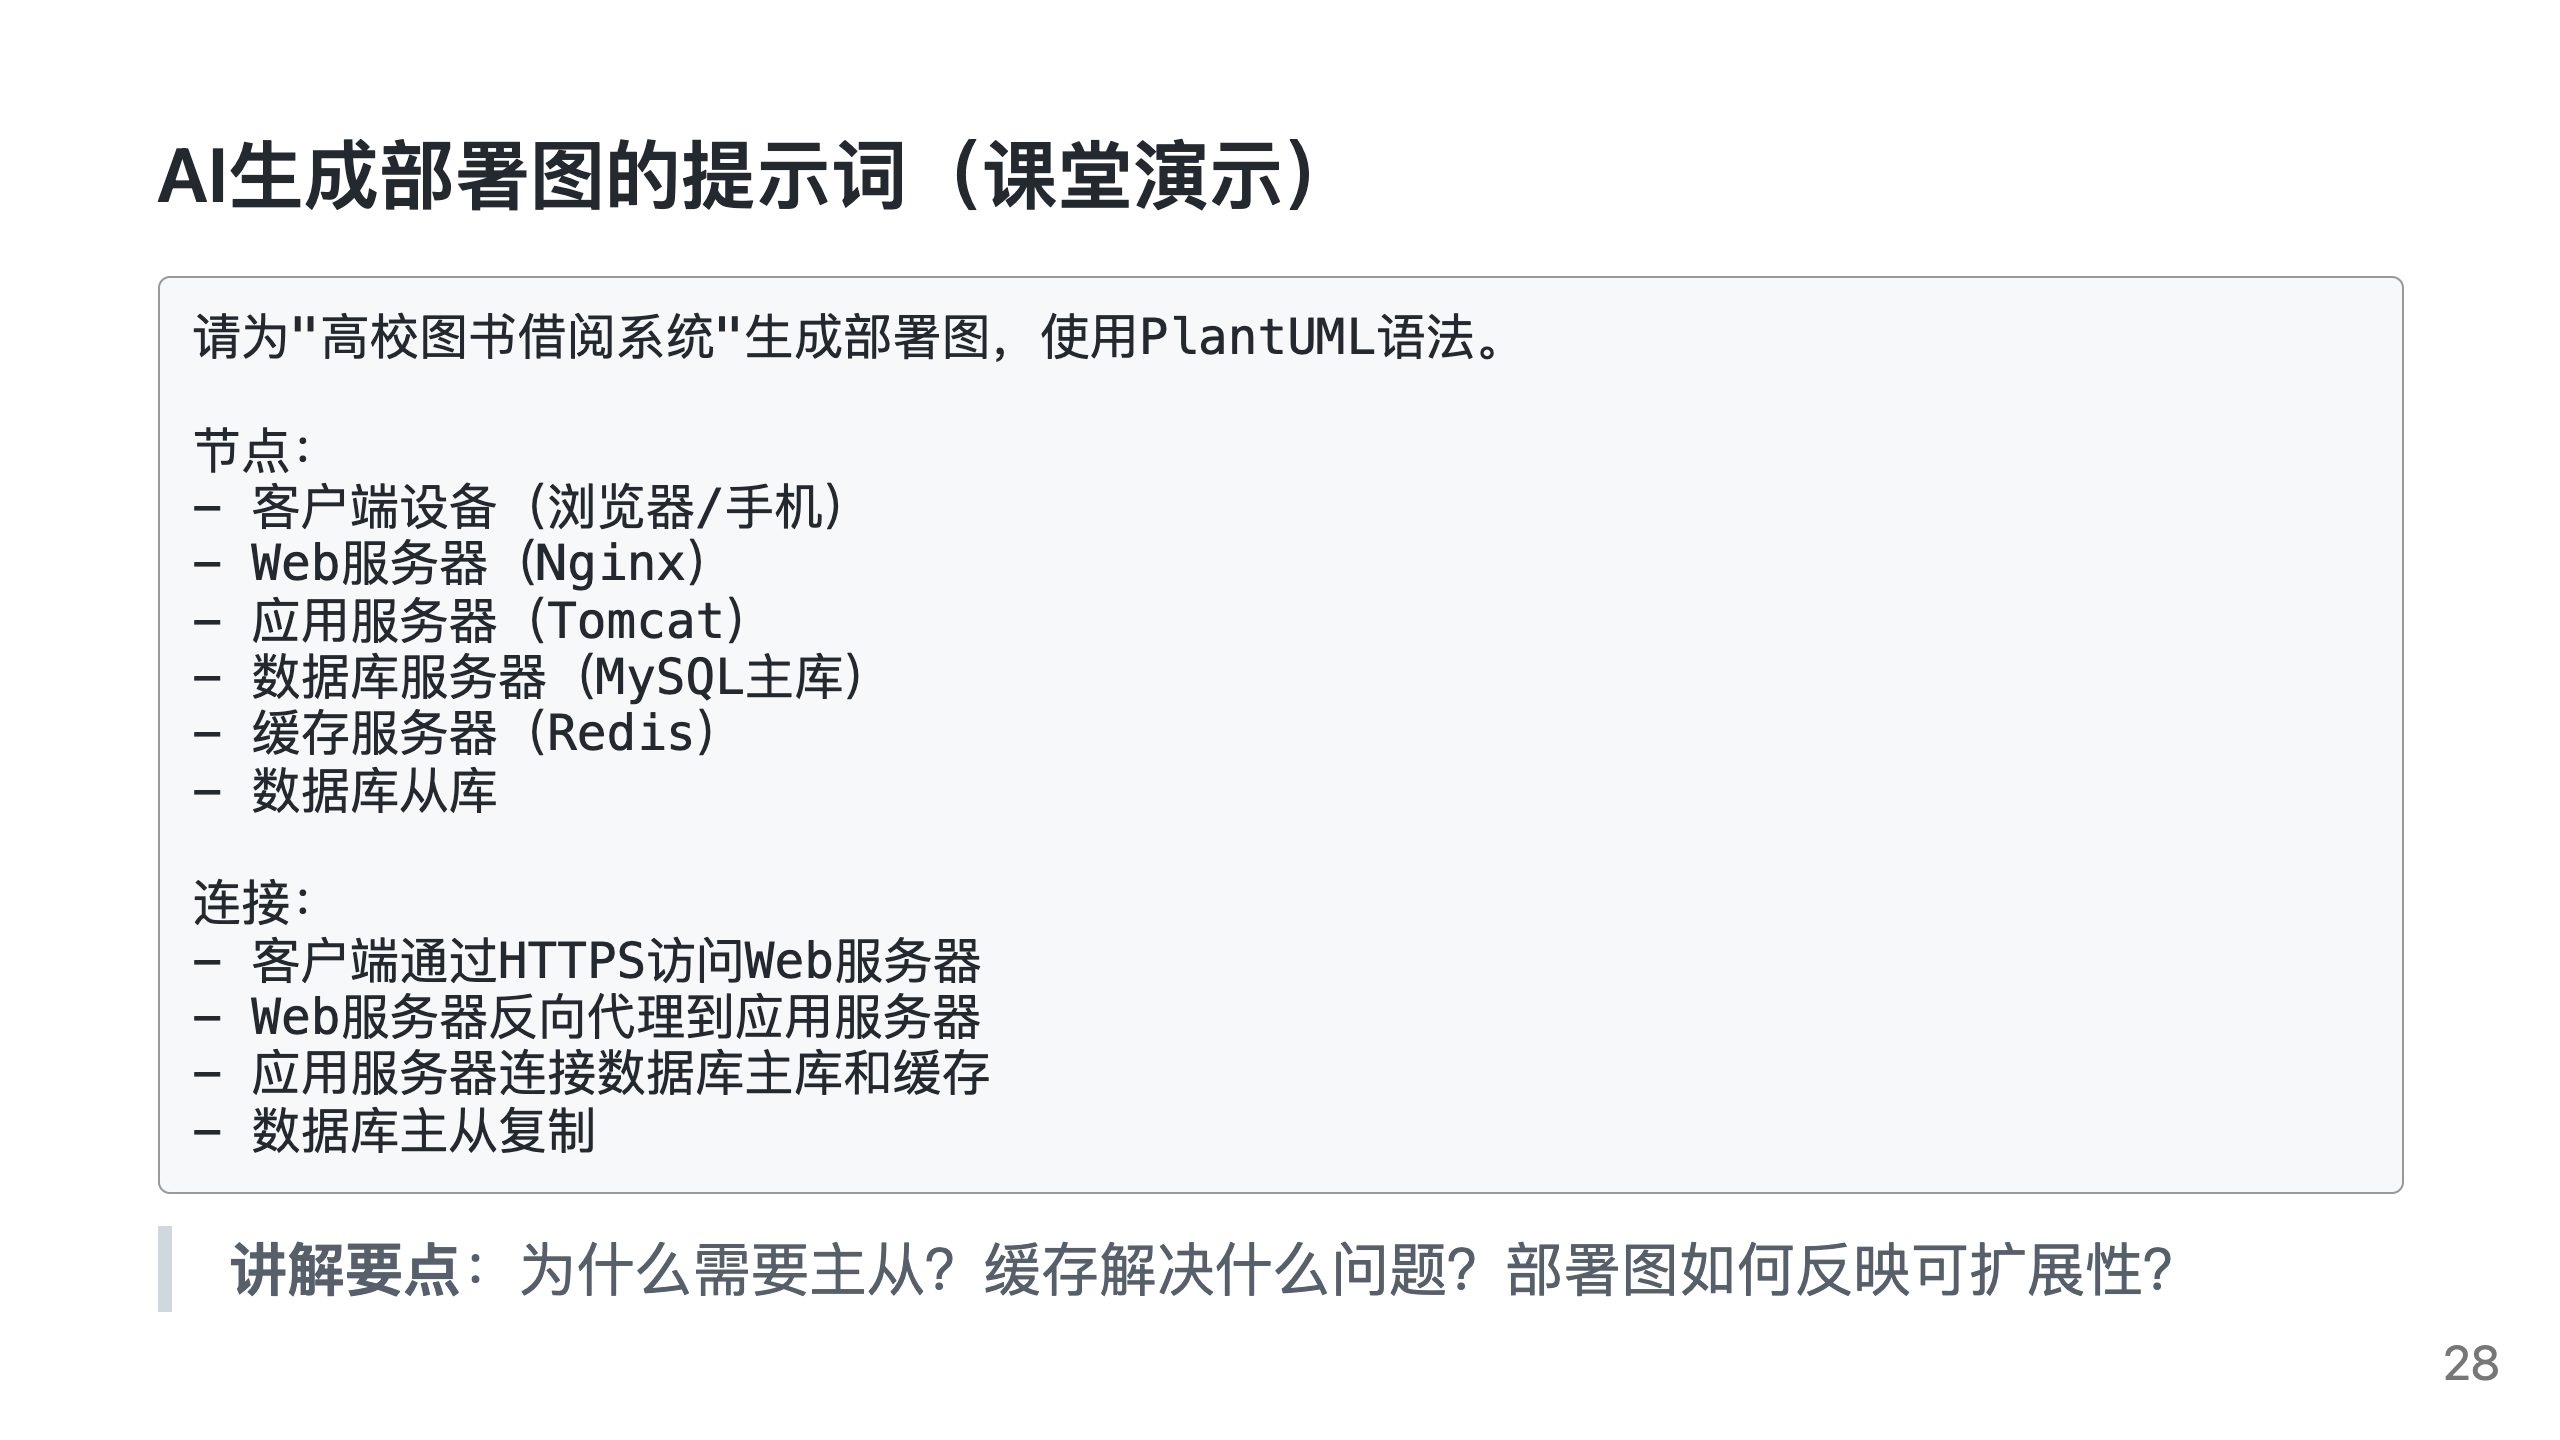 AI生成部署图的提示词（课堂演示）
请为"高校图书借阅系统"生成部署图，使用PlantUML语法。
节点：
- 客户端设备（浏览器/手机）
- Web服务器（Nginx）
- 应用服务器（Tomcat）
- 数据库服务器（MySQL主库）
- 缓存服务器（Redis）
- 数据库从库
连接：
- 客户端通过HTTPS访问Web服务器
- Web服务器反向代理到应用服务器
- 应用服务器连接数据库主库和缓存
- 数据库主从复制
讲解要点：为什么需要主从？缓存解决什么问题？部署图如何反映可扩展性？
28